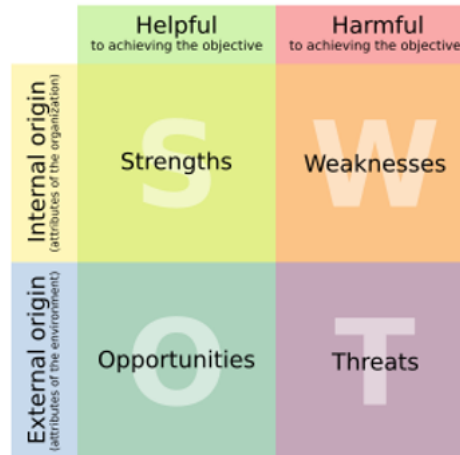 Helpful
to achieving the objective
Harmful
to achieving the objective
Internal origin
(attributes of the organization)
S
Strengths
W
Weaknesses
External origin
(attributes of the environment)
O
Opportunities
T
Threats